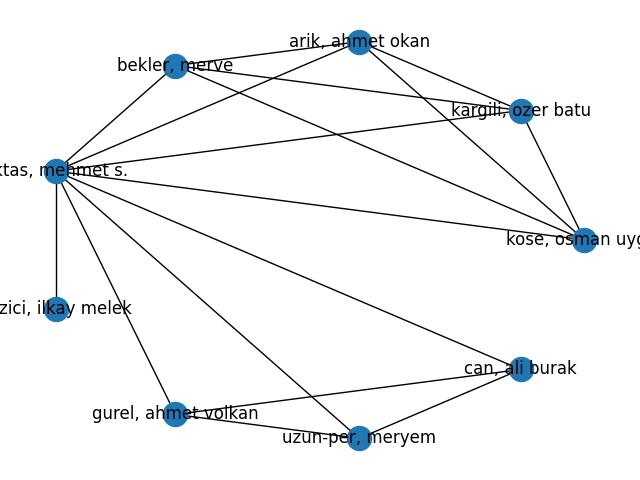 arik, ahmet okan
bekler, merve
kargili, ozer batu
ktas, mehmet s.
kose, osman uyg
zici, ilkay melek
can, ali burak
gurel, ahmet volkan
uzun-per, meryem